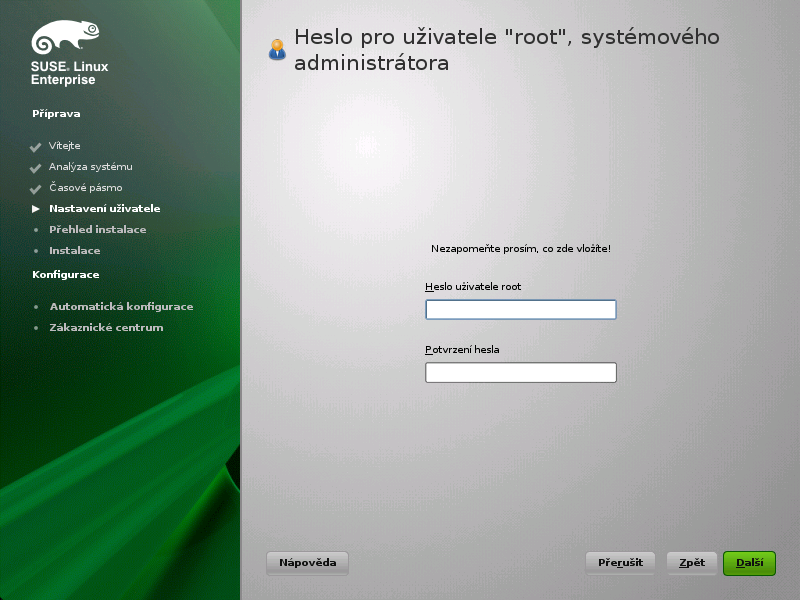 SUSE® Linux
Enterprise
Příprava
Vítejte
Analýza systému
Časové pásmo
Nastavení uživatele
Přehled instalace
Instalace
Konfigurace
Automatická konfigurace
Zákaznické centrum
Heslo pro uživatele "root", systémového
administrátora
Nezapomeňte prosím, co zde vložíte!
Heslo uživatele root
Potvrzení hesla
Nápověda
Přerušit
Zpět
Další